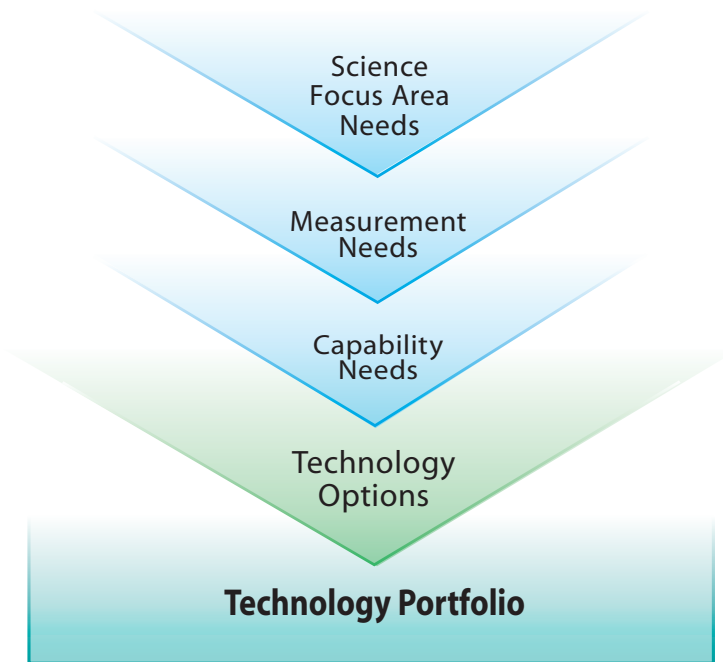 Science
Focus Area
Needs
Measurement
Needs
Capability
Needs
Technology
Options
Technology Portfolio